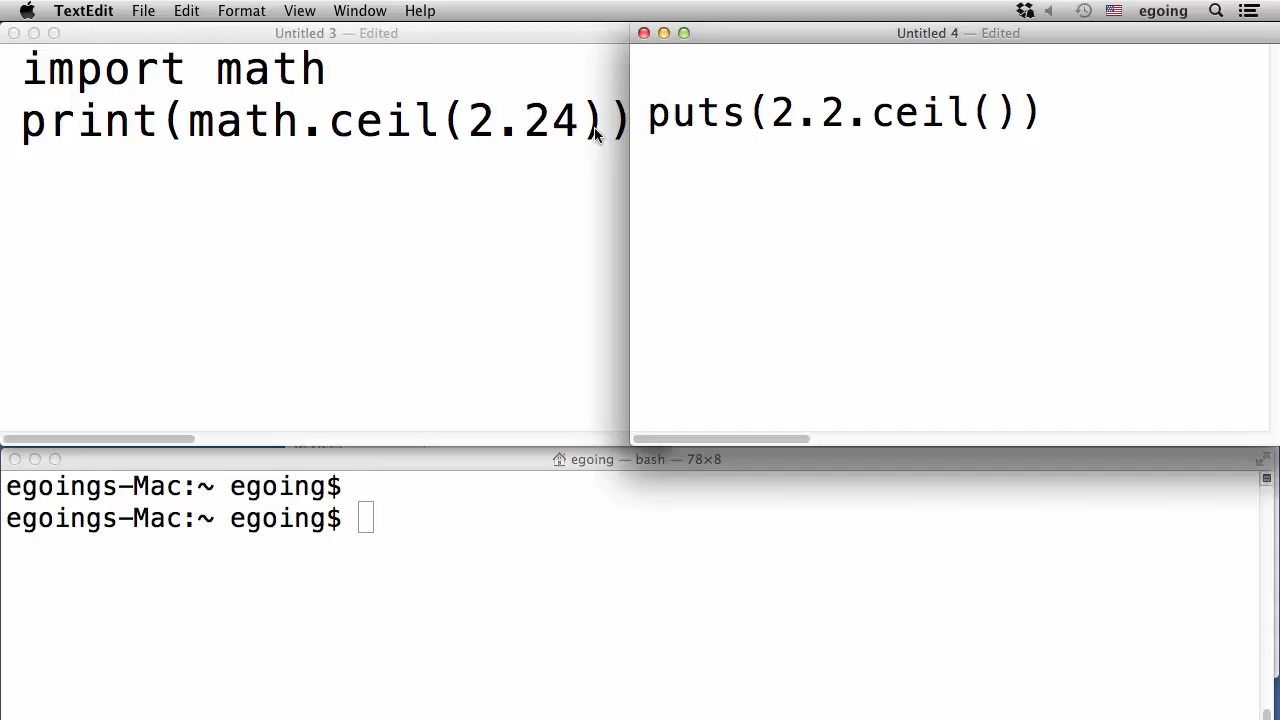 TextEdit File Edit Format View Window Help egoing
Untitled 3 — Edited
import math
print(math.ceil(2.24))
Untitled 4 — Edited
puts(2.2.ceil())
egoing — bash — 78×8
egoings-Mac:~ egoing$
egoings-Mac:~ egoing$